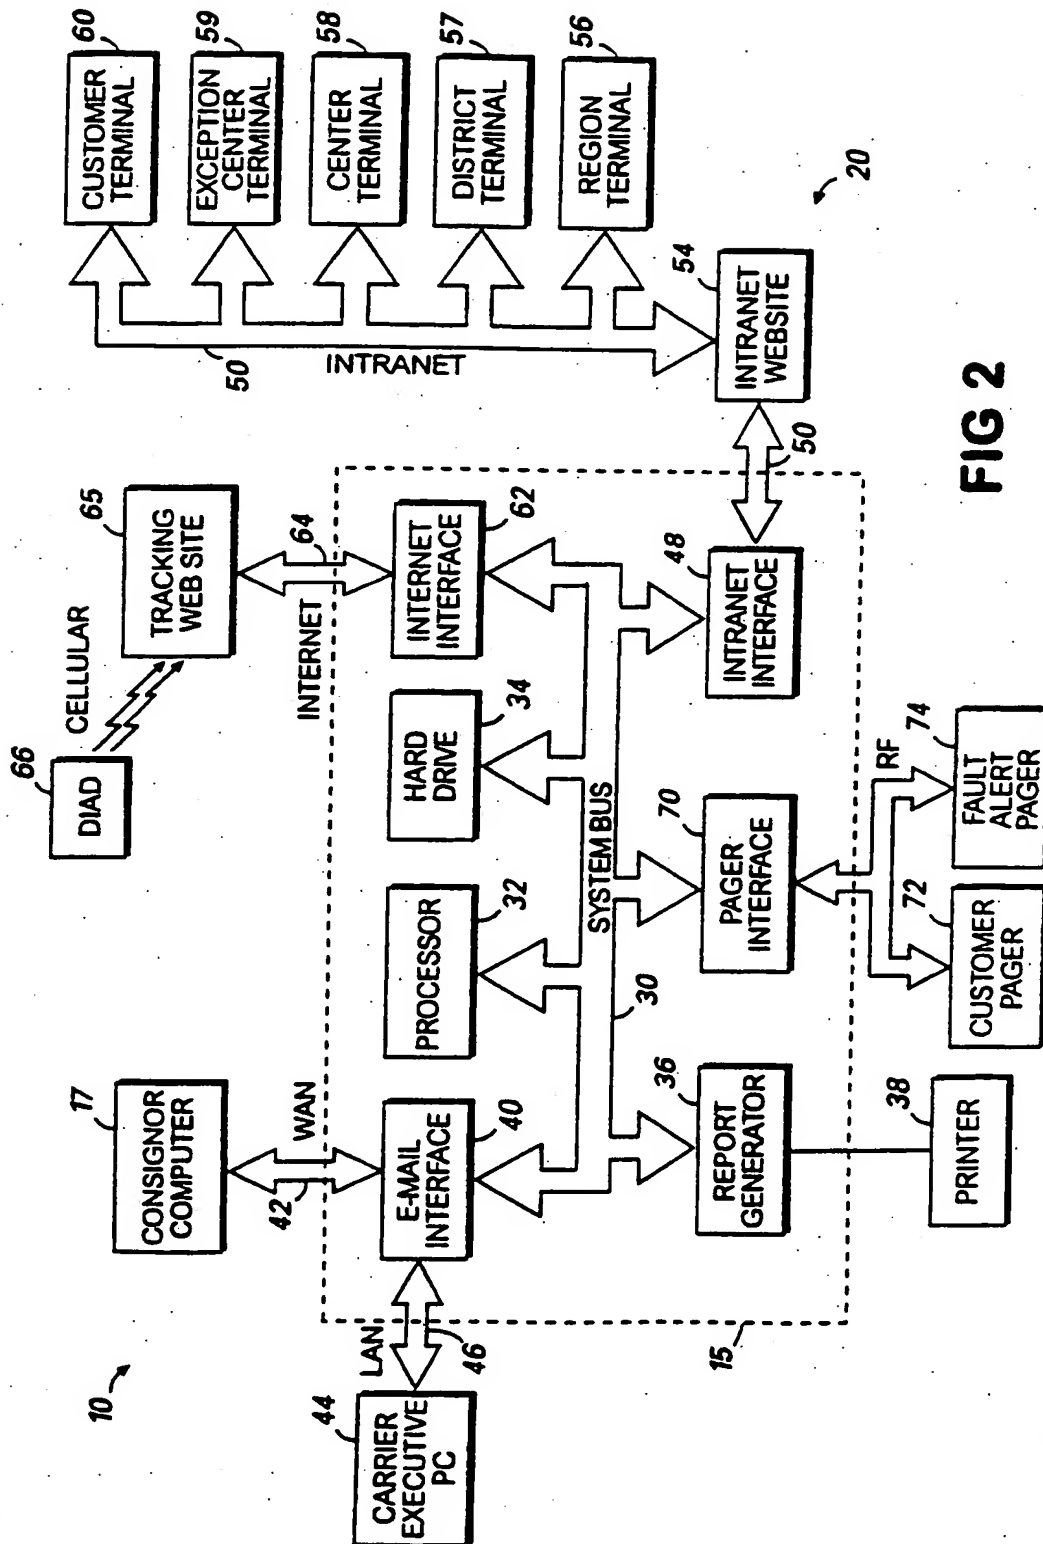 10
17
CONSIGNOR
COMPUTER
66
DIAD
CELLULAR
65
TRACKING
WEB SITE
60
CUSTOMER
TERMINAL
59
EXCEPTION
CENTER
TERMINAL
58
CENTER
TERMINAL
57
DISTRICT
TERMINAL
56
REGION
TERMINAL
50
INTRANET
20
54
INTRANET
WEBSITE
50
42
WAN
INTERNET
64
44
CARRIER
EXECUTIVE
PC
LAN
46
40
E-MAIL
INTERFACE
32
PROCESSOR
34
HARD
DRIVE
62
INTERNET
INTERFACE
SYSTEM BUS
30
15
36
REPORT
GENERATOR
70
PAGER
INTERFACE
48
INTRANET
INTERFACE
38
PRINTER
RF
72
CUSTOMER
PAGER
74
FAULT
ALERT
PAGER
FIG 2